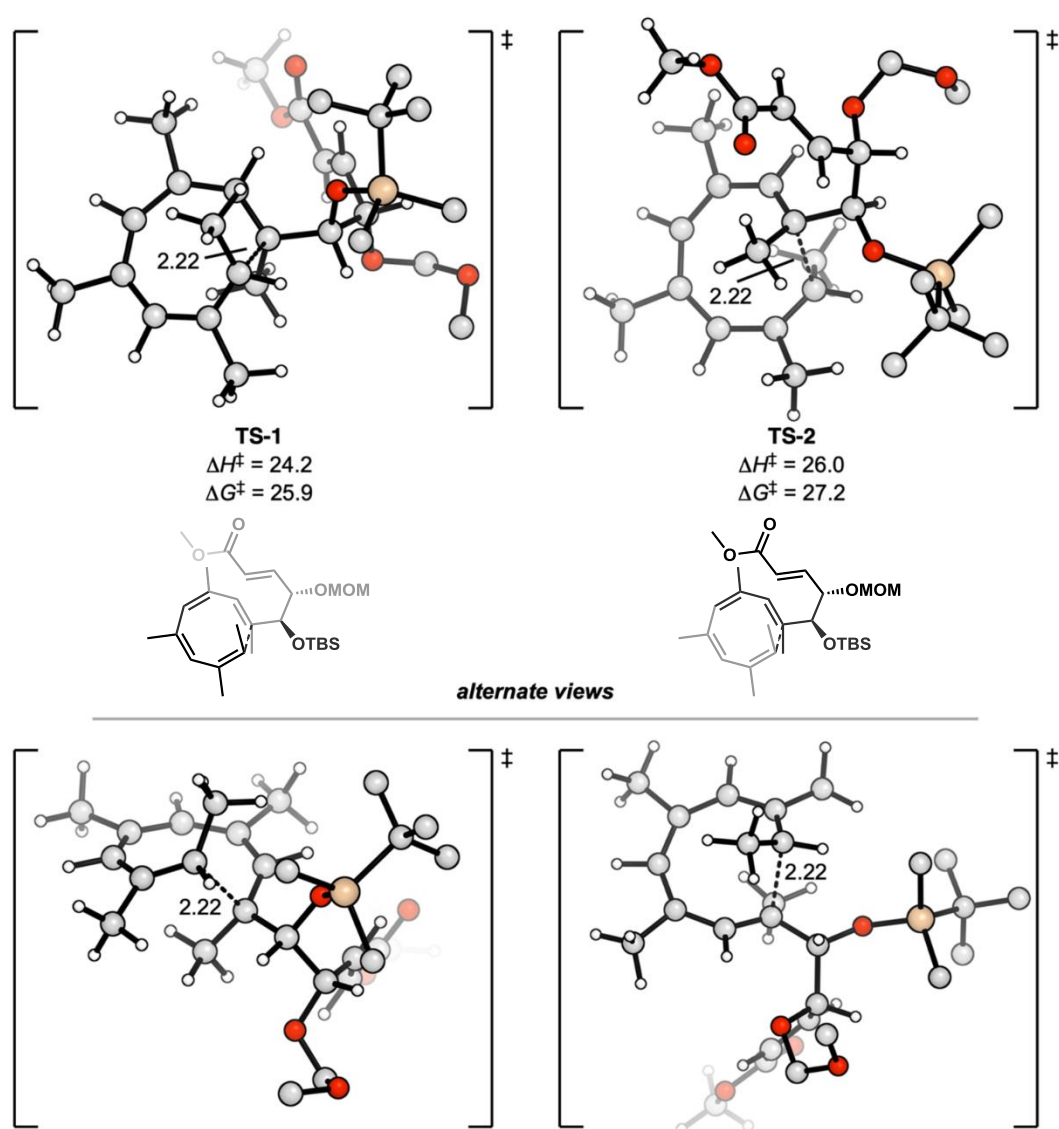 ‡
‡
2.22
2.22
TS-1
ΔH‡ = 24.2
ΔG‡ = 25.9
TS-2
ΔH‡ = 26.0
ΔG‡ = 27.2
O
O
OMOM
OTBS
O
O
OMOM
OTBS
alternate views
‡
‡
2.22
2.22